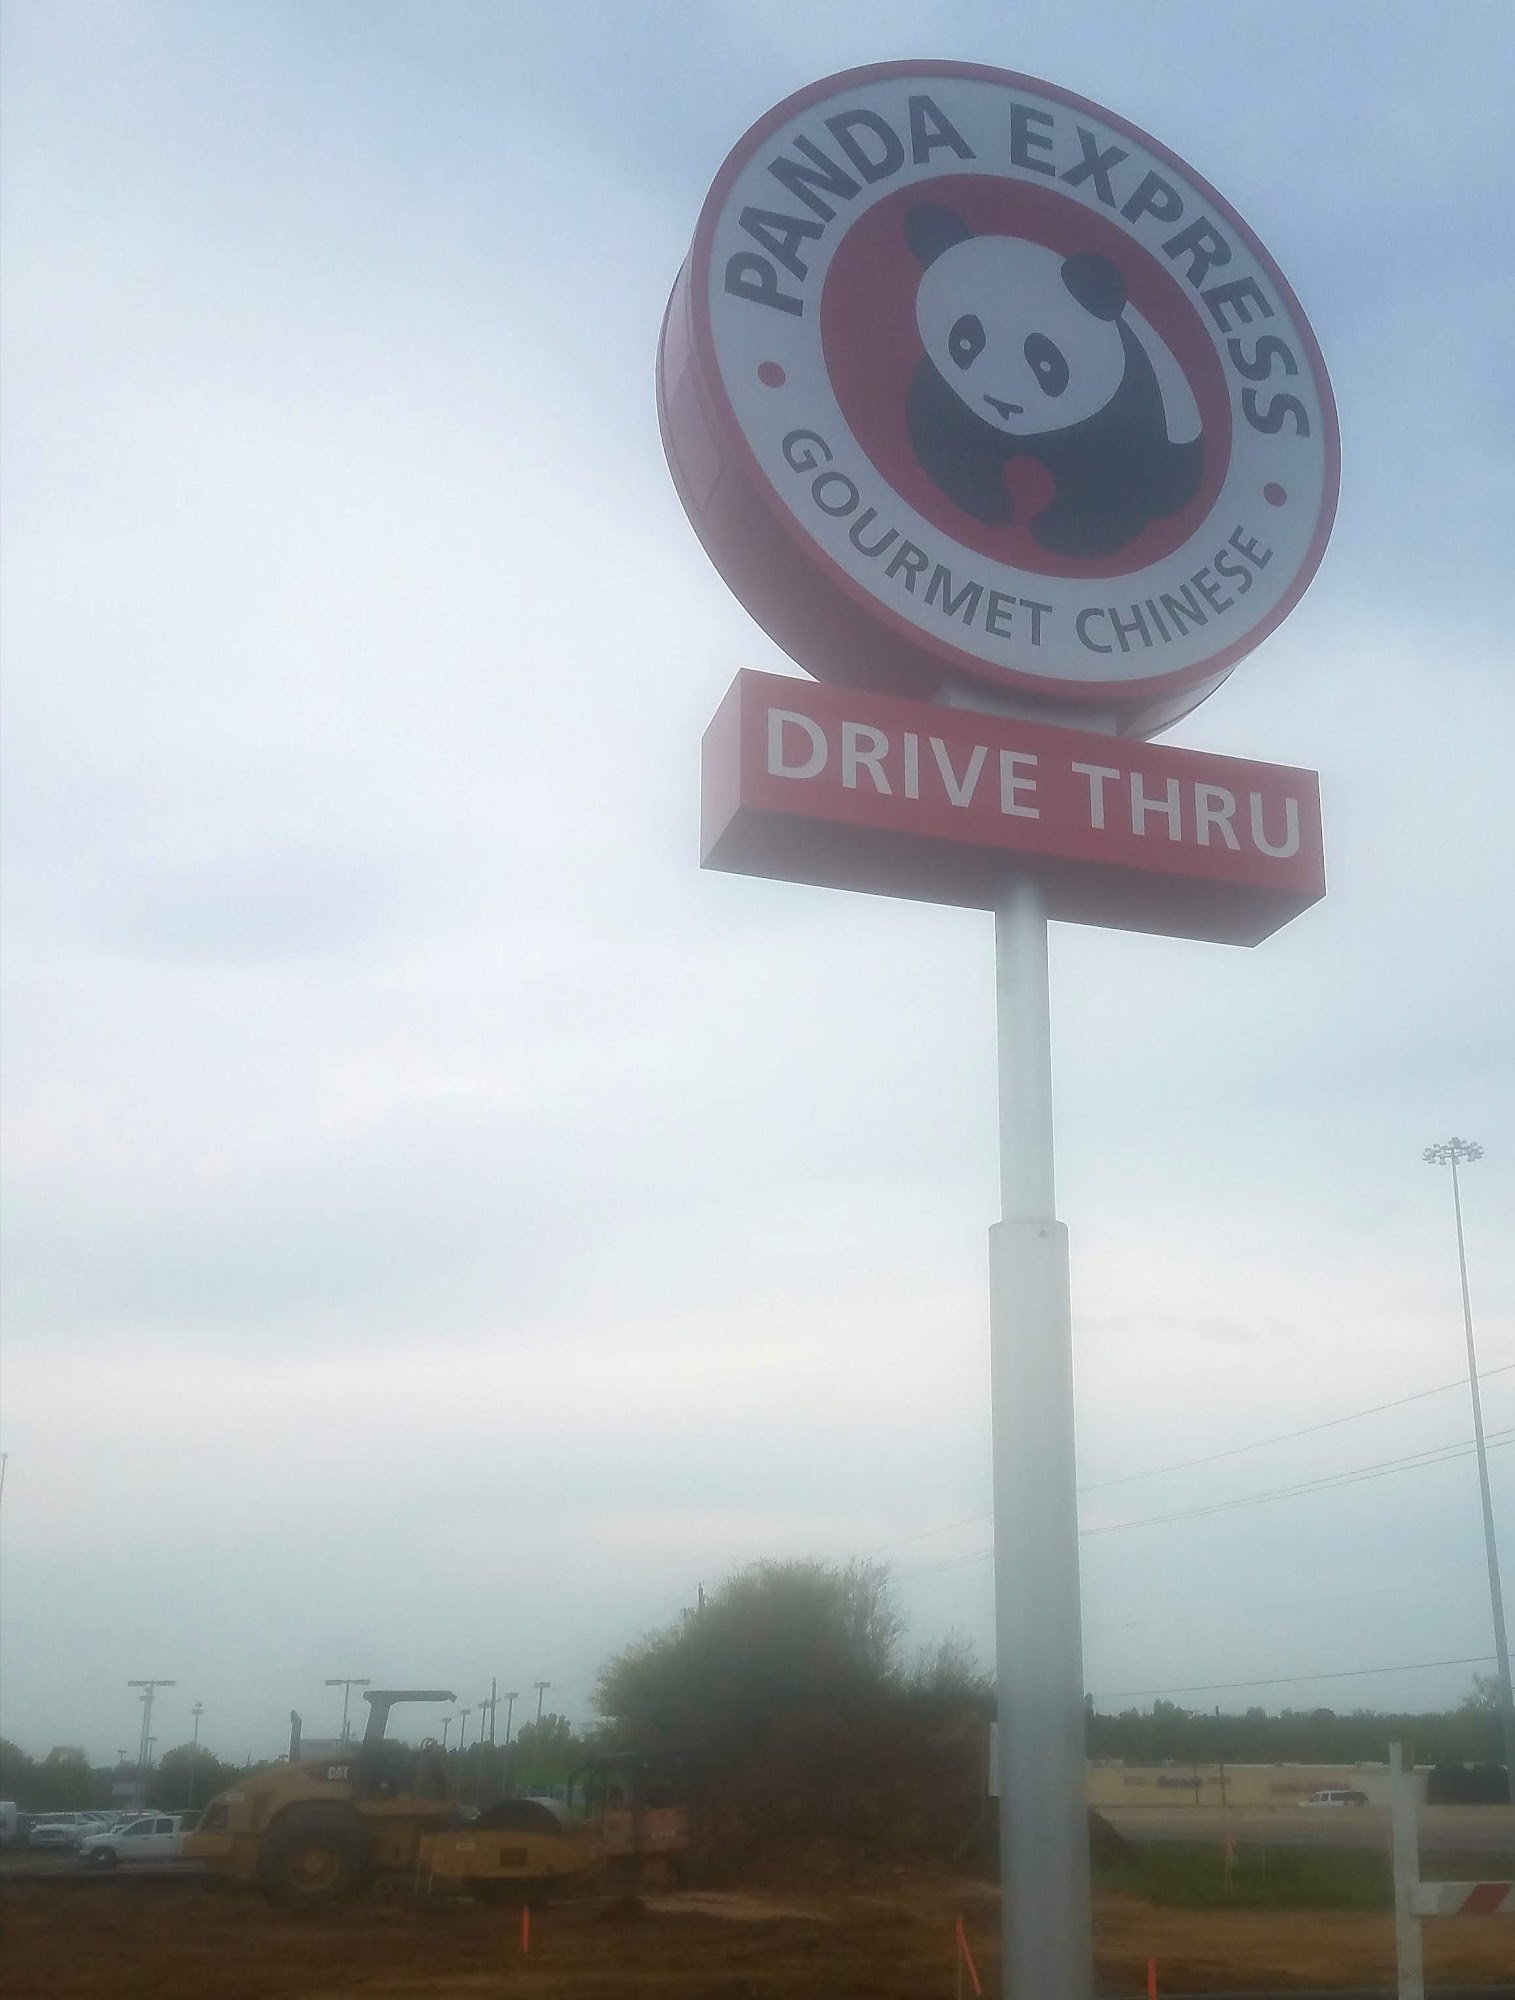 PANDA EXPRESS
GOURMET CHINESE
DRIVE THRU
CAT